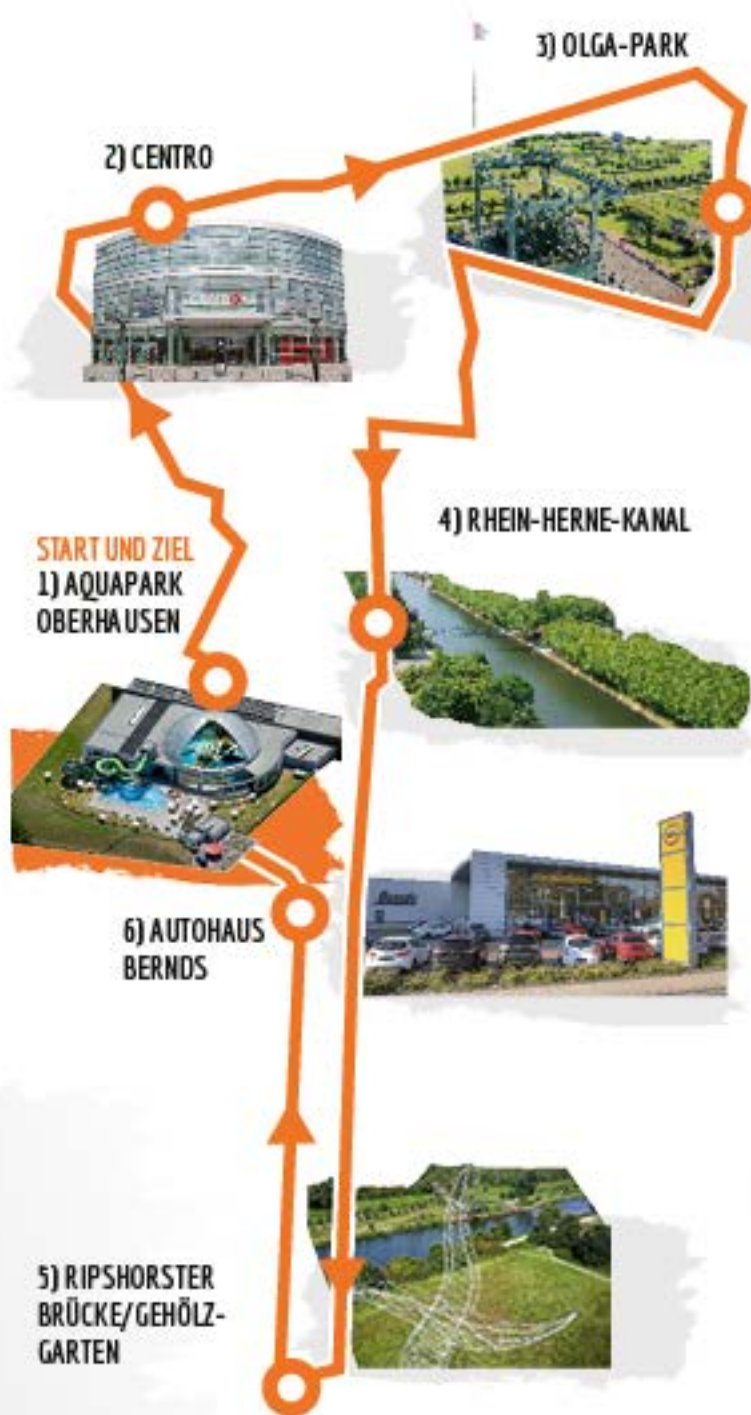 3) OLGA-PARK
2) CENTRO
4) RHEIN-HERNE-KANAL
START UND ZIEL
1) AQUAPARK
OBERHAUSEN
6) AUTOHAUS
BERNDS
5) RIPSHORSTER
BRÜCKE/GEHÖLZ-
GARTEN